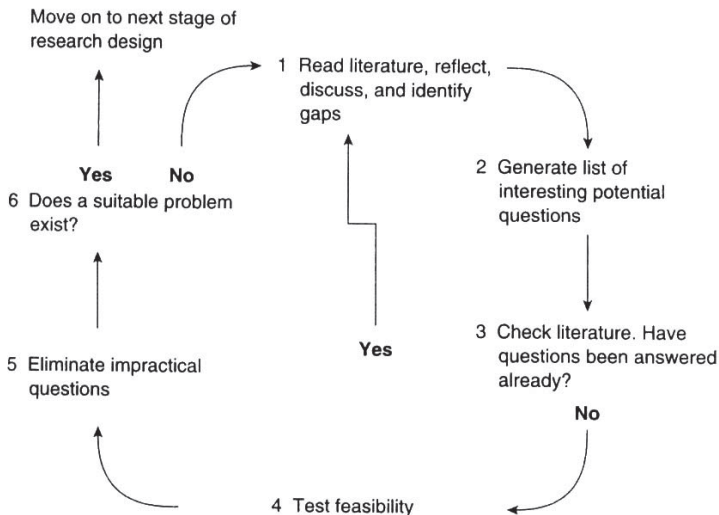 Move on to next stage of
research design
1 Read literature, reflect,
discuss, and identify
gaps
Yes No
6 Does a suitable problem
exist?
2 Generate list of
interesting potential
questions
Yes
3 Check literature. Have
questions been answered
already?
No
5 Eliminate impractical
questions
4 Test feasibility